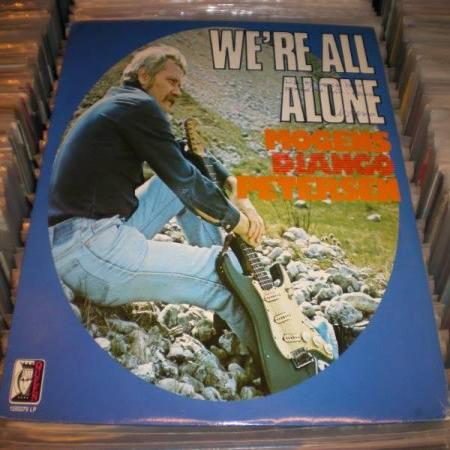 WE'RE ALL
ALONE
MOGENS
DJANGO
PETERSEN